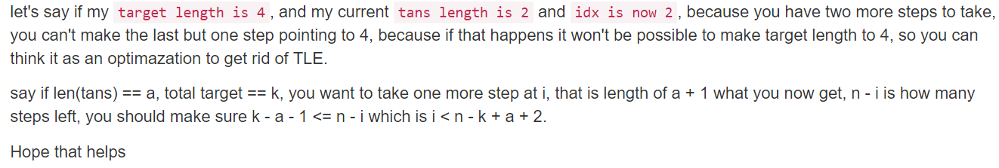 let's say if my target length is 4 , and my current tans length is 2 and idx is now 2 , because you have two more steps to take,
you can't make the last but one step pointing to 4, because if that happens it won't be possible to make target length to 4, so you can
think it as an optimazation to get rid of TLE.
say if len(tans) == a, total target == k, you want to take one more step at i, that is length of a + 1 what you now get, n - i is how many
steps left, you should make sure k - a - 1 <= n - i which is i < n - k + a + 2.
Hope that helps